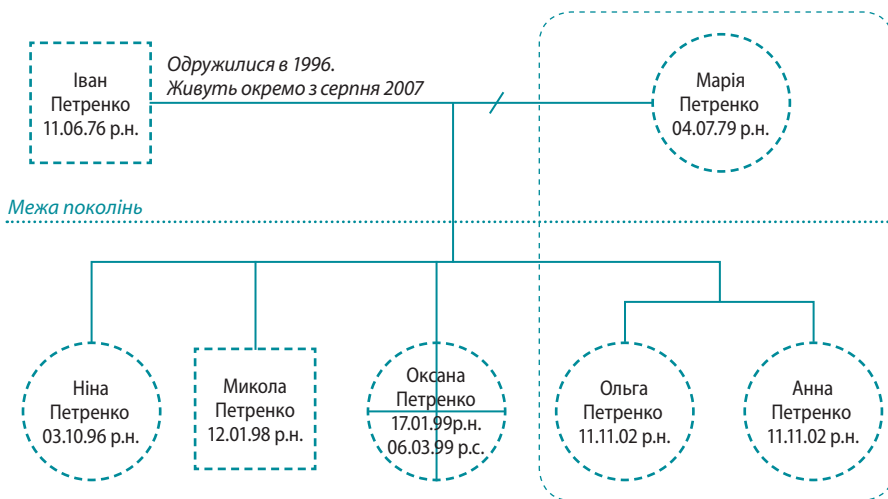 Іван
Петренко
11.06.76 р.н.
Одружилися в 1996.
Живуть окремо з серпня 2007
Марія
Петренко
04.07.79 р.н.
Межа поколінь
Ніна
Петренко
03.10.96 р.н.
Микола
Петренко
12.01.98 р.н.
Оксана
Петренко
17.01.99р.н.
06.03.99 р.с.
Ольга
Петренко
11.11.02 р.н.
Анна
Петренко
11.11.02 р.н.